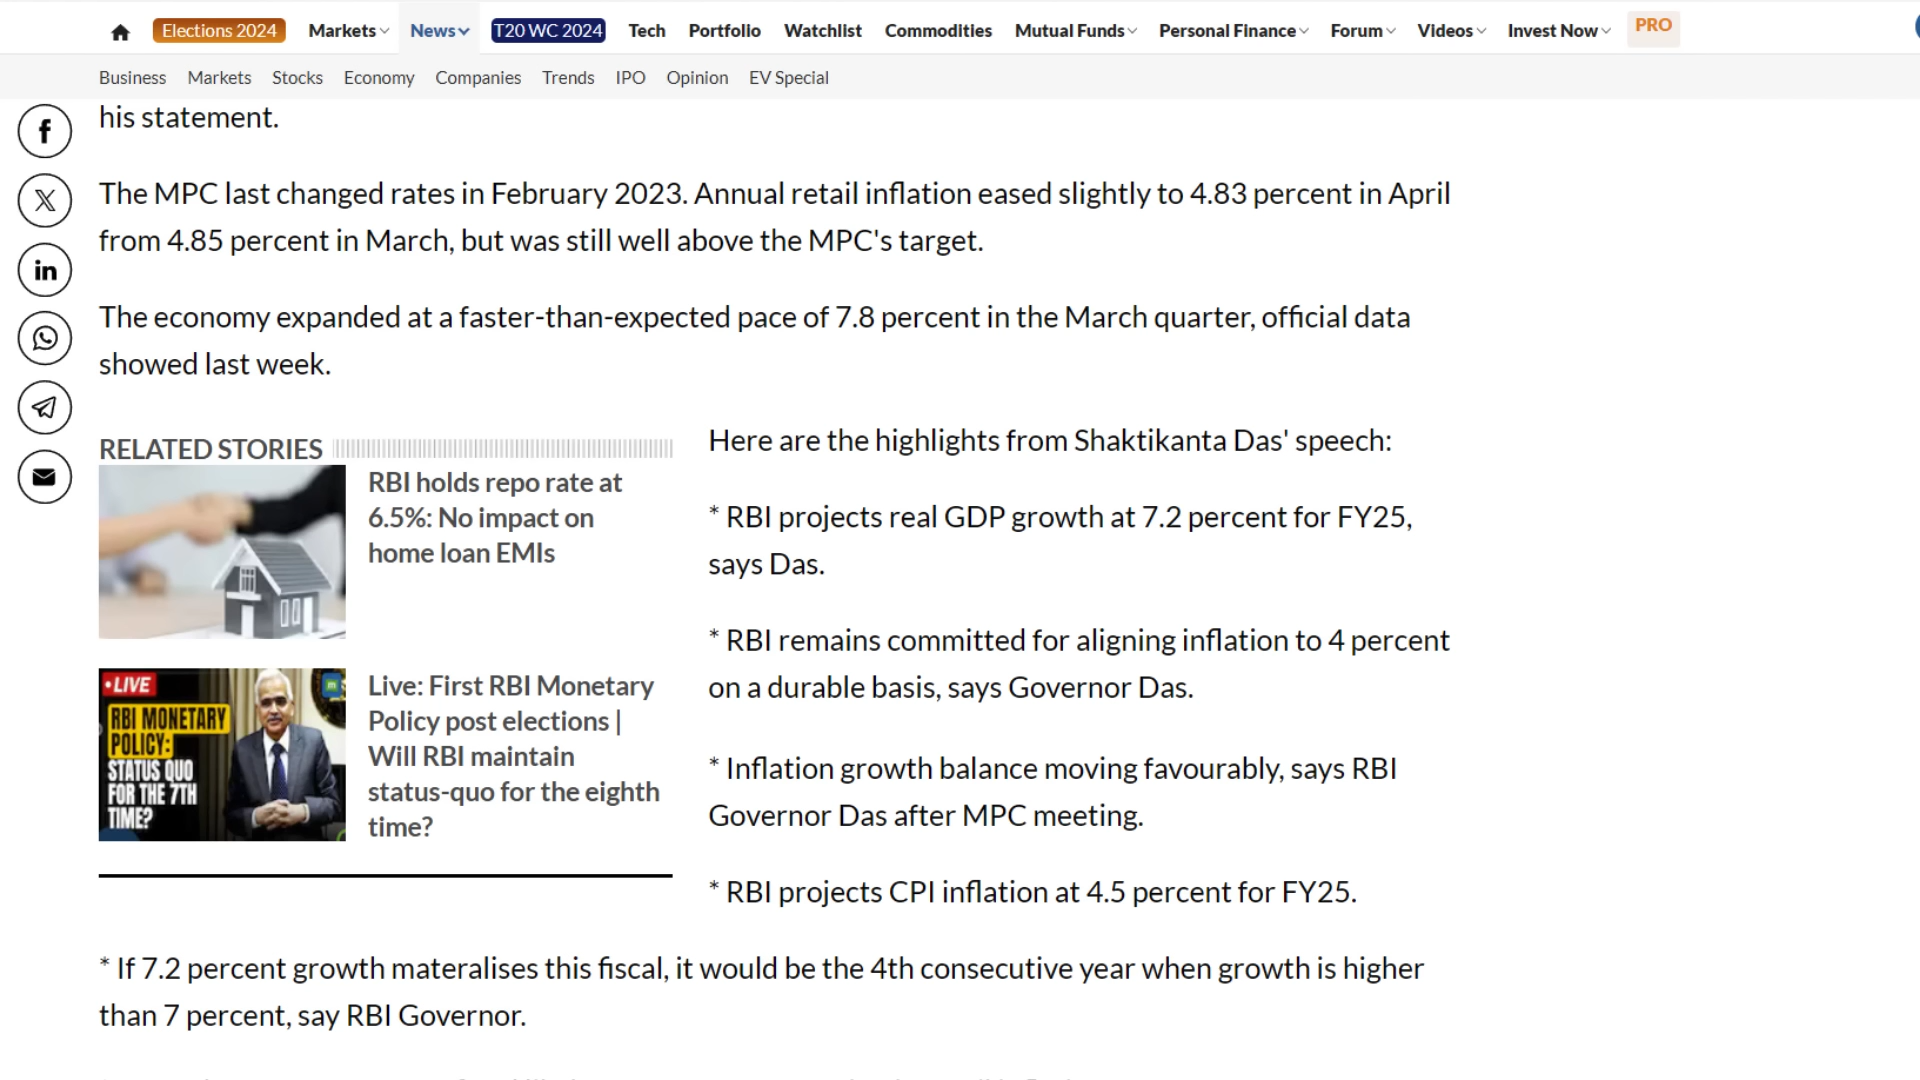 Elections 2024 Markets News T20 WC 2024 Tech Portfolio Watchlist Commodities Mutual Funds Personal Finance Forum Videos Invest Now PRO
Business Markets Stocks Economy Companies Trends IPO Opinion EV Special
his statement.
The MPC last changed rates in February 2023. Annual retail inflation eased slightly to 4.83 percent in April
from 4.85 percent in March, but was still well above the MPC's target.
The economy expanded at a faster-than-expected pace of 7.8 percent in the March quarter, official data
showed last week.
RELATED STORIES
RBI holds repo rate at
6.5%: No impact on
home loan EMIs
• LIVE
RBI MONETARY
POLICY:
STATUS QUO
FOR THE 7TH
TIME?
Live: First RBI Monetary
Policy post elections |
Will RBI maintain
status-quo for the eighth
time?
Here are the highlights from Shaktikanta Das' speech:
* RBI projects real GDP growth at 7.2 percent for FY25,
says Das.
* RBI remains committed for aligning inflation to 4 percent
on a durable basis, says Governor Das.
* Inflation growth balance moving favourably, says RBI
Governor Das after MPC meeting.
* RBI projects CPI inflation at 4.5 percent for FY25.
* If 7.2 percent growth materalises this fiscal, it would be the 4th consecutive year when growth is higher
than 7 percent, say RBI Governor.